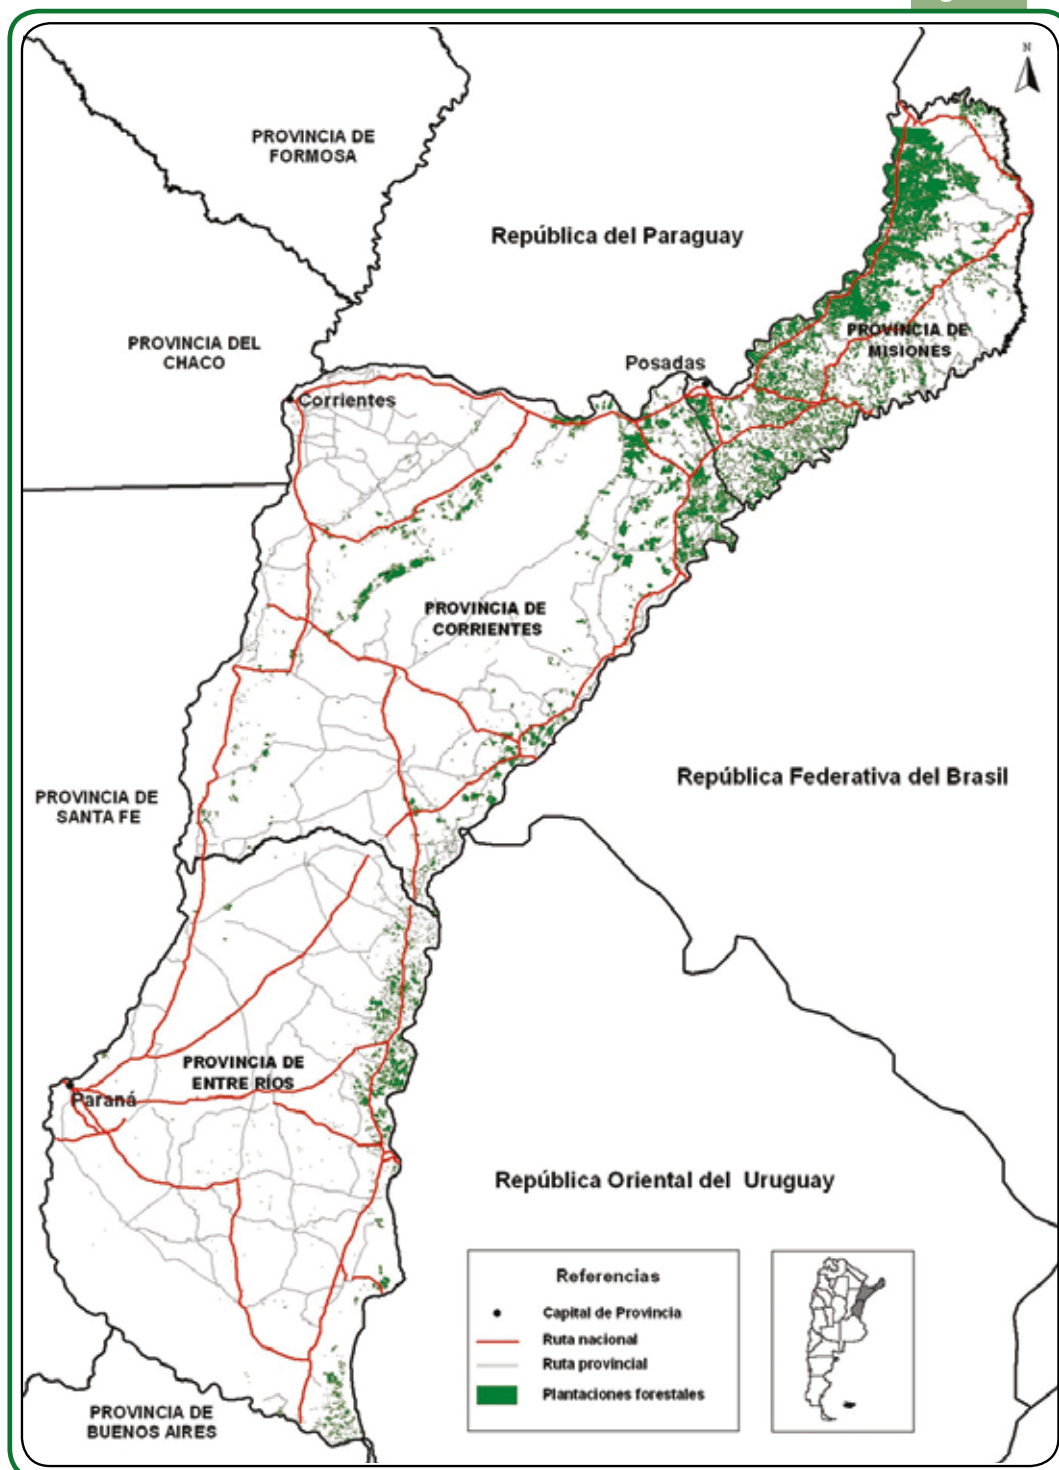 N
PROVINCIA DE
FORMOSA
República del Paraguay
PROVINCIA DEL
CHACO
PROVINCIA DE
MISIONES
Posadas
Corrientes
PROVINCIA DE
CORRIENTES
República Federativa del Brasil
PROVINCIA DE
SANTA FE
PROVINCIA DE
ENTRE RÍOS
Paraná
República Oriental del Uruguay
Referencias
Capital de Provincia
Ruta nacional
Ruta provincial
Plantaciones forestales
PROVINCIA DE
BUENOS AIRES